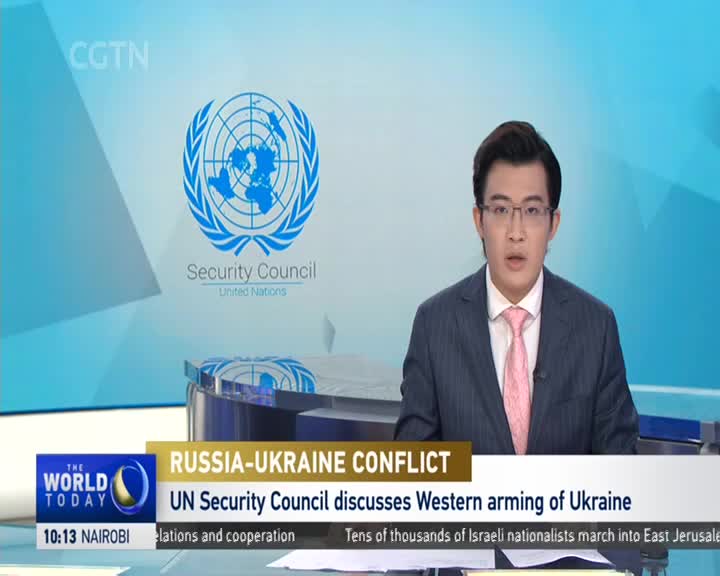 CGTN
Security Council
United Nations
RUSSIA-UKRAINE CONFLICT
THE
WORLD
TODAY
UN Security Council discusses Western arming of Ukraine
10:13 NAIROBI
elations and cooperation Tens of thousands of Israeli nationalists march into East Jerusale